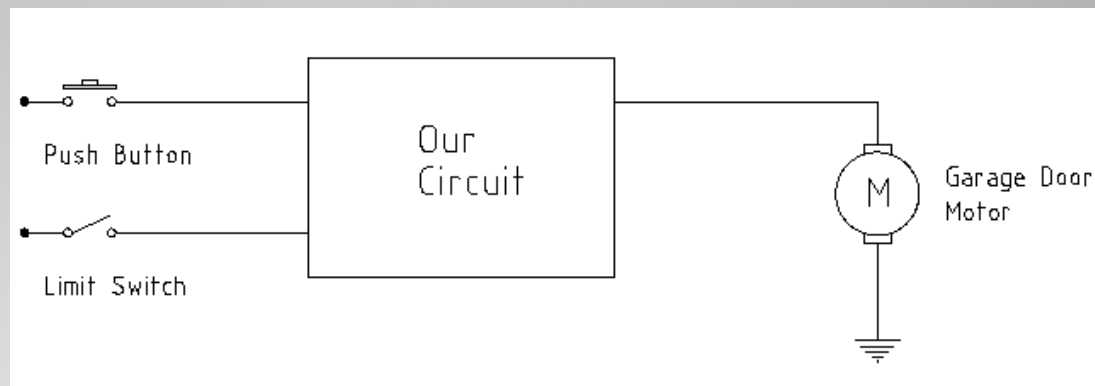 Push Button
Limit Switch
Our
Circuit
M
Garage Door
Motor